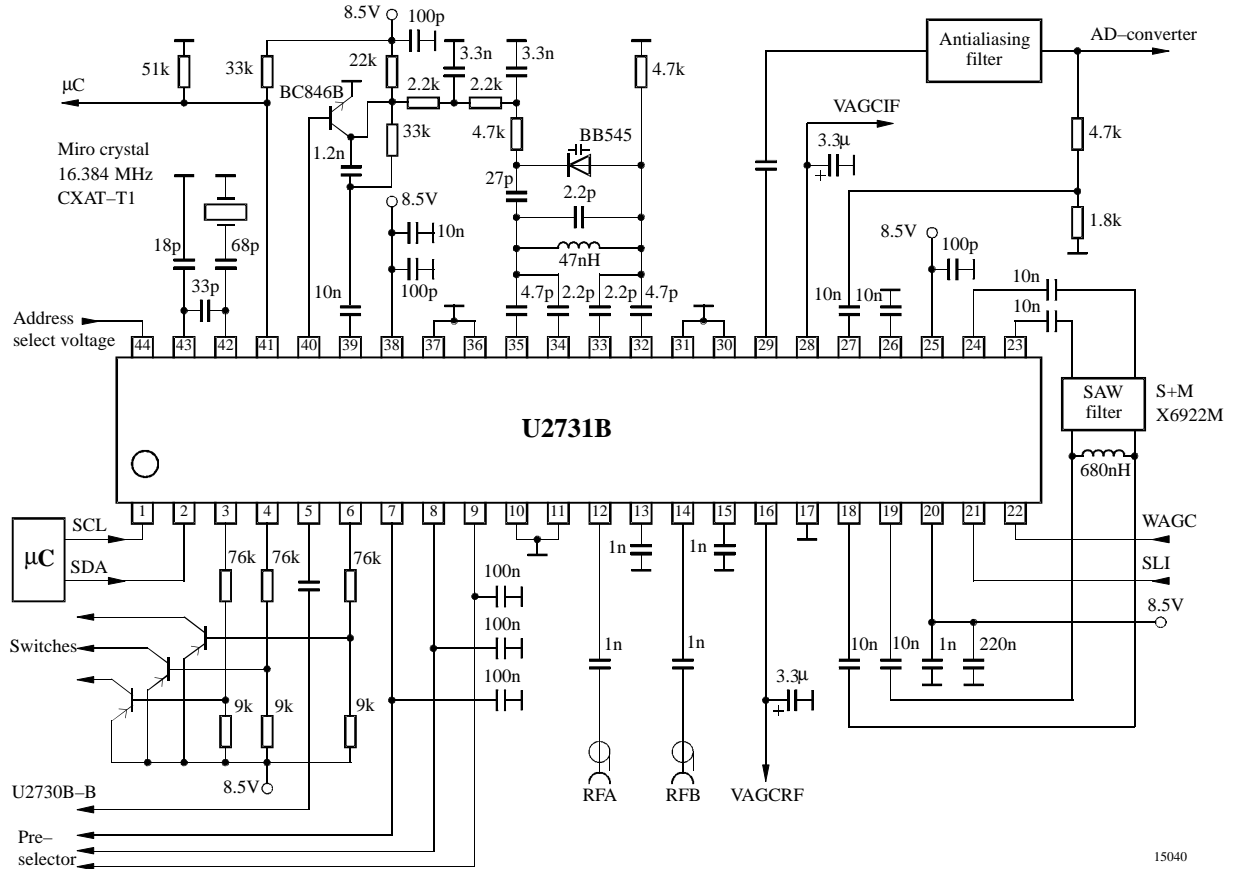 8.5V
100p
3.3n
3.3n
51k
33k
22k
4.7k
Antialiasing
filter
AD–converter
µC
BC846B
2.2k
2.2k
VAGCIF
33k
4.7k
BB545
3.3µ
+
4.7k
Miro crystal
16.384 MHz
CXAT–T1
1.2n
27p
2.2p
8.5V
1.8k
18p
68p
10n
47nH
8.5V
100p
33p
10n
100p
4.7p
2.2p
2.2p
4.7p
10n
10n
10n
10n
Address
select voltage
44 43 42 41 40 39 38 37 36 35 34 33 32 31 30 29 28 27 26 25 24 23
SAW
filter
S+M
X6922M
U2731B
680nH
1 2 3 4 5 6 7 8 9 10 11 12 13 14 15 16 17 18 19 20 21 22
µC
SCL
SDA
WAGC
SLI
76k
76k
76k
1n
1n
100n
8.5V
100n
Switches
1n
1n
10n
10n
1n
220n
100n
3.3µ
+
9k
9k
9k
8.5V
U2730B–B
RFA
RFB
VAGCRF
Pre–
selector
15040